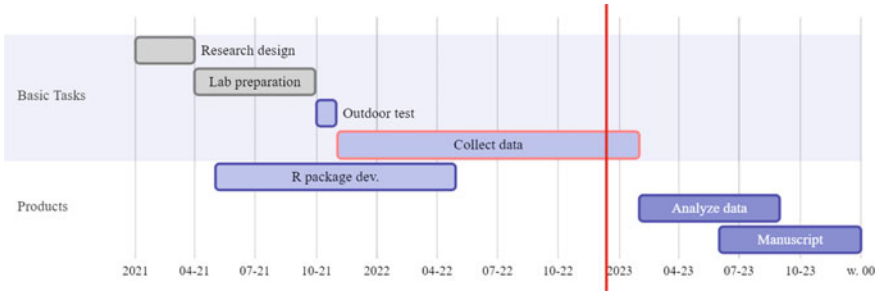 Research design
Lab preparation
Basic Tasks
Outdoor test
Collect data
R package dev.
Products
Analyze data
Manuscript
2021 04-21 07-21 10-21 2022 04-22 07-22 10-22 2023 04-23 07-23 10-23 w. 00